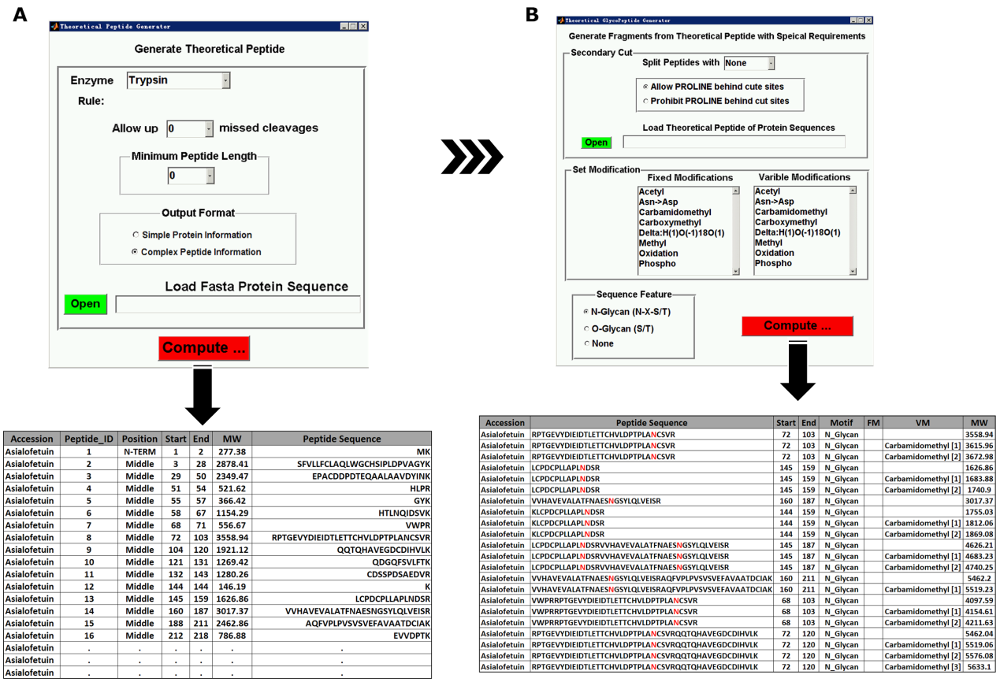 A
Theoretical Peptide Generator
Generate Theoretical Peptide
Enzyme Trypsin
Rule:
Allow up 0 missed cleavages
Minimum Peptide Length
0
Output Format
Simple Protein Information
Complex Peptide Information
Load Fasta Protein Sequence
Open
Compute ...
Accession Peptide_ID Position Start End MW Peptide Sequence
Asialofetuin 1 N-TERM 1 2 277.38 MK
Asialofetuin 2 Middle 3 28 2878.41 SFVLLFCLAQLWGCHSIPLDPVAGYK
Asialofetuin 3 Middle 29 50 2349.47 EPACDDPDTEQAALAAVDYINK
Asialofetuin 4 Middle 51 54 521.62 HLPR
Asialofetuin 5 Middle 55 57 366.42 GYK
Asialofetuin 6 Middle 58 67 1154.29 HTLNQIDSVK
Asialofetuin 7 Middle 68 71 556.67 VWPR
Asialofetuin 8 Middle 72 103 3558.94 RPTGEVYDIEIDTLETTCHVLDPTPLANCSVR
Asialofetuin 9 Middle 104 120 1921.12 QQTQHAVEGDCDIHVLK
Asialofetuin 10 Middle 121 131 1269.42 QDGQFSVLFTK
Asialofetuin 11 Middle 132 143 1280.26 CDSSPDSAEDVR
Asialofetuin 12 Middle 144 144 146.19 K
Asialofetuin 13 Middle 145 159 1626.86 LCPDCPLLAPLNDSR
Asialofetuin 14 Middle 160 187 3017.37 VVHAVEVALATFNAESNGSYLQLVEISR
Asialofetuin 15 Middle 188 211 2462.86 AQFVPLPVSVSVEFAVAATDCIAK
Asialofetuin 16 Middle 212 218 786.88 EVVDPTK
Asialofetuin . . . . . .
Asialofetuin . . . . . .
Asialofetuin . . . . . .
B
Theoretical GlycoPeptide Generator
Generate Fragments from Theoretical Peptide with Speical Requirements
Secondary Cut
Split Peptides with None
Allow PROLINE behind cute sites
Prohibit PROLINE behind cut sites
Load Theoretical Peptide of Protein Sequences
Open
Set Modification
Fixed Modifications Varible Modifications
Acetyl Acetyl
Asn->Asp Asn->Asp
Carbamidomethyl Carbamidomethyl
Carboxymethyl Carboxymethyl
Delta:H(1)O(-1)18O(1) Delta:H(1)O(-1)18O(1)
Methyl Methyl
Oxidation Oxidation
Phospho Phospho
Sequence Feature
N-Glycan (N-X-S/T)
O-Glycan (S/T)
None
Compute ...
Accession Peptide Sequence Start End Motif FM VM MW
Asialofetuin RPTGEVYDIEIDTLETTCHVLDPTPLANCSVR 72 103 N_Glycan 3558.94
Asialofetuin RPTGEVYDIEIDTLETTCHVLDPTPLANCSVR 72 103 N_Glycan Carbamidomethyl [1] 3615.96
Asialofetuin RPTGEVYDIEIDTLETTCHVLDPTPLANCSVR 72 103 N_Glycan Carbamidomethyl [2] 3672.98
Asialofetuin LCPDCPLLAPLNDSR 145 159 N_Glycan 1626.86
Asialofetuin LCPDCPLLAPLNDSR 145 159 N_Glycan Carbamidomethyl [1] 1683.88
Asialofetuin LCPDCPLLAPLNDSR 145 159 N_Glycan Carbamidomethyl [2] 1740.9
Asialofetuin VVHAVEVALATFNAESNGSYLQLVEISR 160 187 N_Glycan 3017.37
Asialofetuin KLCPDCPLLAPLNDSR 144 159 N_Glycan 1755.03
Asialofetuin KLCPDCPLLAPLNDSR 144 159 N_Glycan Carbamidomethyl [1] 1812.06
Asialofetuin KLCPDCPLLAPLNDSR 144 159 N_Glycan Carbamidomethyl [2] 1869.08
Asialofetuin LCPDCPLLAPLNDSRVVHAVEVALATFNAESNGSYLQLVEISR 145 187 N_Glycan 4626.21
Asialofetuin LCPDCPLLAPLNDSRVVHAVEVALATFNAESNGSYLQLVEISR 145 187 N_Glycan Carbamidomethyl [1] 4683.23
Asialofetuin LCPDCPLLAPLNDSRVVHAVEVALATFNAESNGSYLQLVEISR 145 187 N_Glycan Carbamidomethyl [2] 4740.25
Asialofetuin VVHAVEVALATFNAESNGSYLQLVEISRAQFVPLPVSVSVEFAVAATDCIAK 160 211 N_Glycan 5462.2
Asialofetuin VVHAVEVALATFNAESNGSYLQLVEISRAQFVPLPVSVSVEFAVAATDCIAK 160 211 N_Glycan Carbamidomethyl [1] 5519.23
Asialofetuin VWPRRPTGEVYDIEIDTLETTCHVLDPTPLANCSVR 68 103 N_Glycan 4097.59
Asialofetuin VWPRRPTGEVYDIEIDTLETTCHVLDPTPLANCSVR 68 103 N_Glycan Carbamidomethyl [1] 4154.61
Asialofetuin VWPRRPTGEVYDIEIDTLETTCHVLDPTPLANCSVR 68 103 N_Glycan Carbamidomethyl [2] 4211.63
Asialofetuin RPTGEVYDIEIDTLETTCHVLDPTPLANCSVRQQTQHAVEGDCDIHVLK 72 120 N_Glycan 5462.04
Asialofetuin RPTGEVYDIEIDTLETTCHVLDPTPLANCSVRQQTQHAVEGDCDIHVLK 72 120 N_Glycan Carbamidomethyl [1] 5519.06
Asialofetuin RPTGEVYDIEIDTLETTCHVLDPTPLANCSVRQQTQHAVEGDCDIHVLK 72 120 N_Glycan Carbamidomethyl [2] 5576.08
Asialofetuin RPTGEVYDIEIDTLETTCHVLDPTPLANCSVRQQTQHAVEGDCDIHVLK 72 120 N_Glycan Carbamidomethyl [3] 5633.1